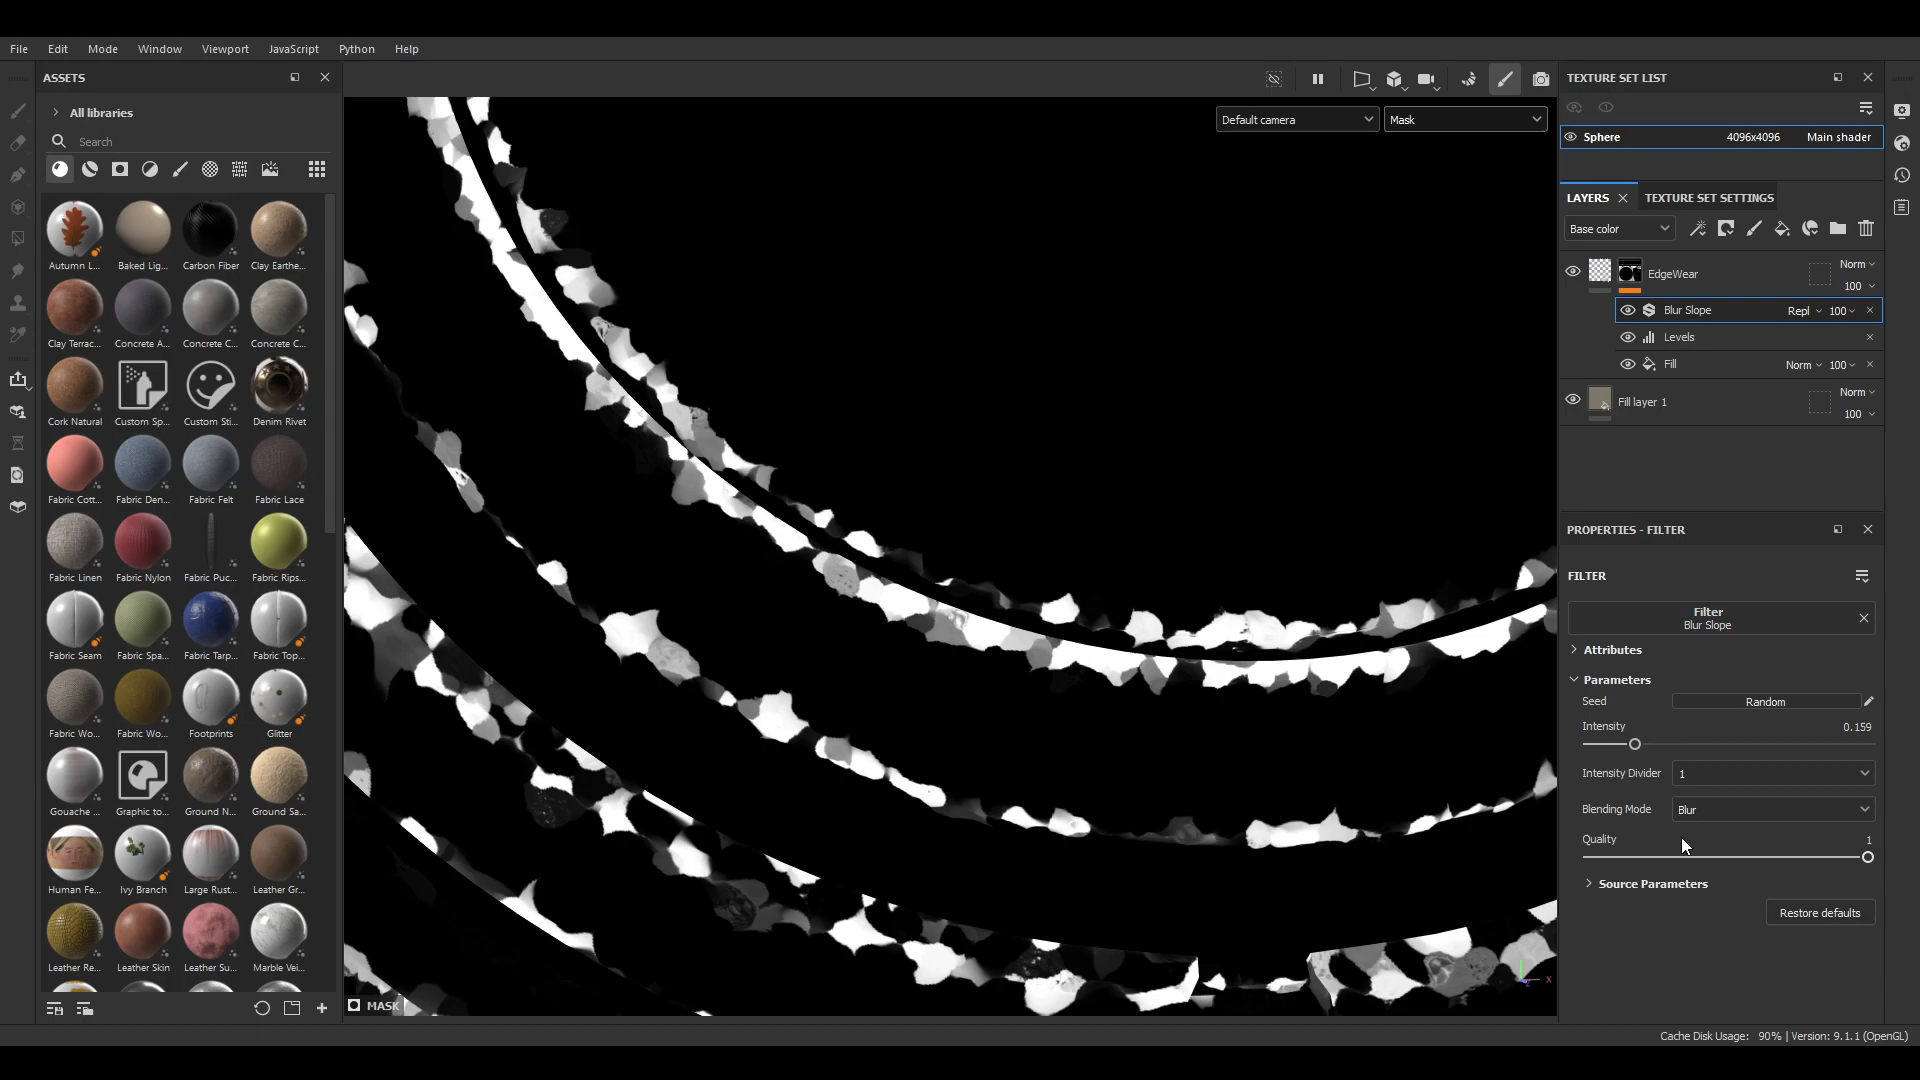 File Edit Mode Window Viewport JavaScript Python Help
ASSETS
All libraries
Search
Autumn L... Baked Lig... Carbon Fiber Clay Earthe...
Clay Terrac... Concrete A... Concrete C... Concrete C...
Cork Natural Custom Sp... Custom Sti... Denim Rivet
Fabric Cott... Fabric Den... Fabric Felt Fabric Lace
Fabric Linen Fabric Nylon Fabric Puc... Fabric Rips...
Fabric Seam Fabric Spa... Fabric Tarp... Fabric Top...
Fabric Wo... Fabric Wo... Footprints Glitter
Gouache ... Graphic to... Ground N... Ground Sa...
Human Fe... Ivy Branch Large Rust... Leather Gr...
Leather Re... Leather Skin Leather Su... Marble Vei...
Default camera Mask
MASK
X
TEXTURE SET LIST
Sphere 4096x4096 Main shader
LAYERS TEXTURE SET SETTINGS
Base color
EdgeWear Norm
100
Blur Slope Repl 100
Levels
Fill Norm 100
Fill layer 1 Norm
100
PROPERTIES - FILTER
FILTER
Filter
Blur Slope
Attributes
Parameters
Seed Random
Intensity 0.159
Intensity Divider 1
Blending Mode Blur
Quality 1
Source Parameters
Restore defaults
Cache Disk Usage: 90% | Version: 9.1.1 (OpenGL)